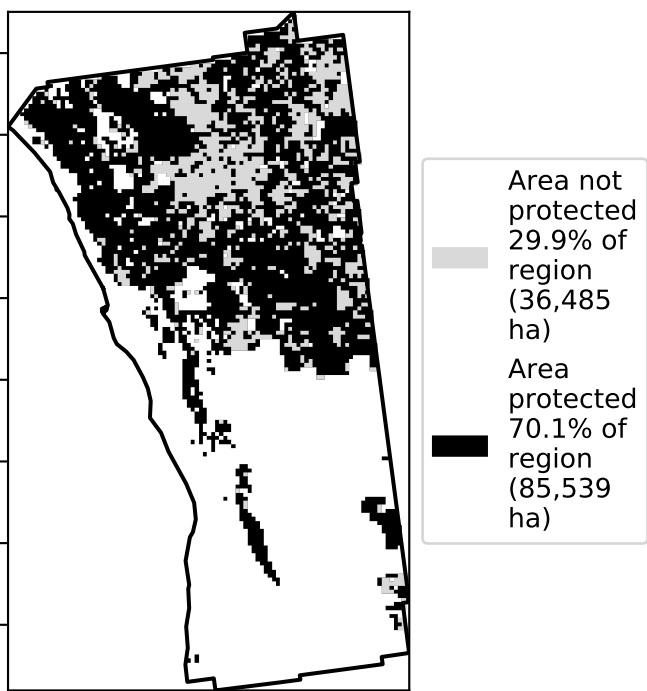 Area not
protected
29.9% of
region
(36,485
ha)
Area
protected
70.1% of
region
(85,539
ha)